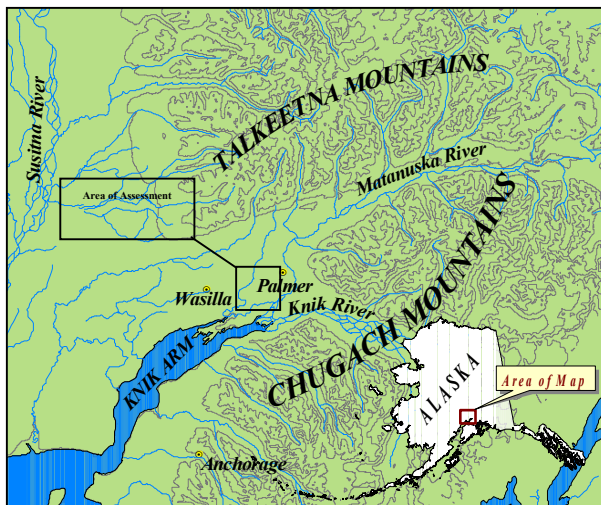 TALKEETNA MOUNTAINS
Susitna River
Matanuska River
Area of Assessment
Palmer
Wasilla
Knik River
CHUGACH MOUNTAINS
KNIK ARM
ALASKA
Area of Map
Anchorage